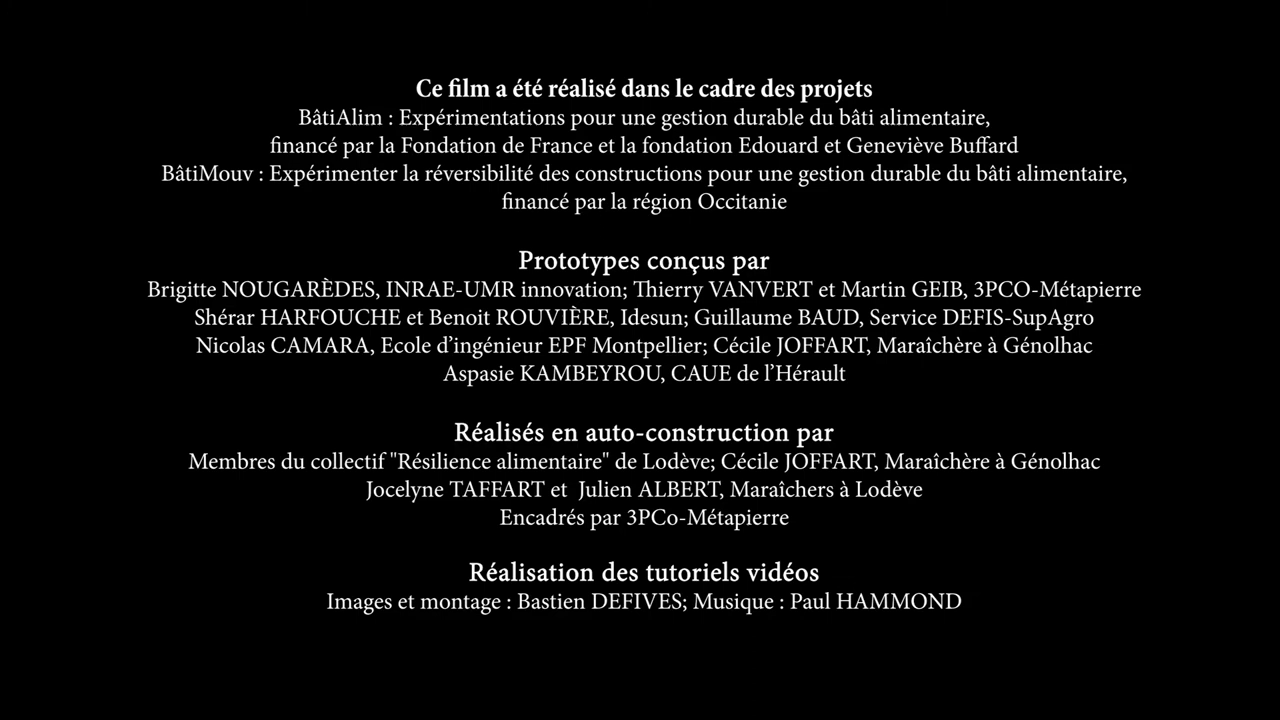 Ce film a été réalisé dans le cadre des projets
BâtiAlim : Expérimentations pour une gestion durable du bâti alimentaire,
financé par la Fondation de France et la fondation Edouard et Geneviève Buffard
BâtiMouv : Expérimenter la réversibilité des constructions pour une gestion durable du bâti alimentaire,
financé par la région Occitanie
Prototypes conçus par
Brigitte NOUGARÈDES, INRAE-UMR innovation; Thierry VANVERT et Martin GEIB, 3PCO-Métapierre
Shérar HARFOUCHE et Benoit ROUVIÈRE, Idesun; Guillaume BAUD, Service DEFIS-SupAgro
Nicolas CAMARA, Ecole d'ingénieur EPF Montpellier; Cécile JOFFART, Maraîchère à Génolhac
Aspasie KAMBEYROU, CAUE de l'Hérault
Réalisés en auto-construction par
Membres du collectif "Résilience alimentaire" de Lodève; Cécile JOFFART, Maraîchère à Génolhac
Jocelyne TAFFART et  Julien ALBERT, Maraîchers à Lodève
Encadrés par 3PCo-Métapierre
Réalisation des tutoriels vidéos
Images et montage : Bastien DEFIVES; Musique : Paul HAMMOND